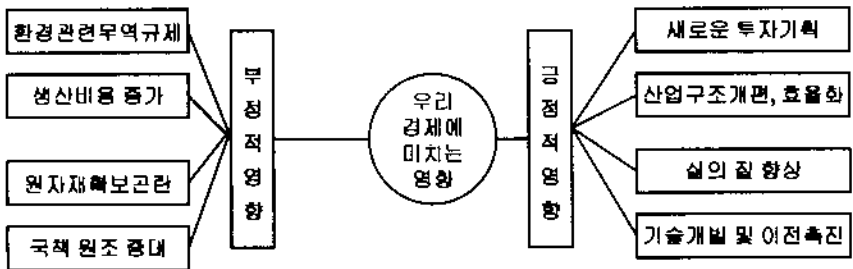 환경관련무역규제
생산비용 증가
원자재확보곤란
국책 원조 증대
부정적영향
우리
경제에
미치는
영향
긍정적영향
새로운 투자기회
산업구조개편, 효율화
삶의 질 향상
기술개발 및 이전촉진